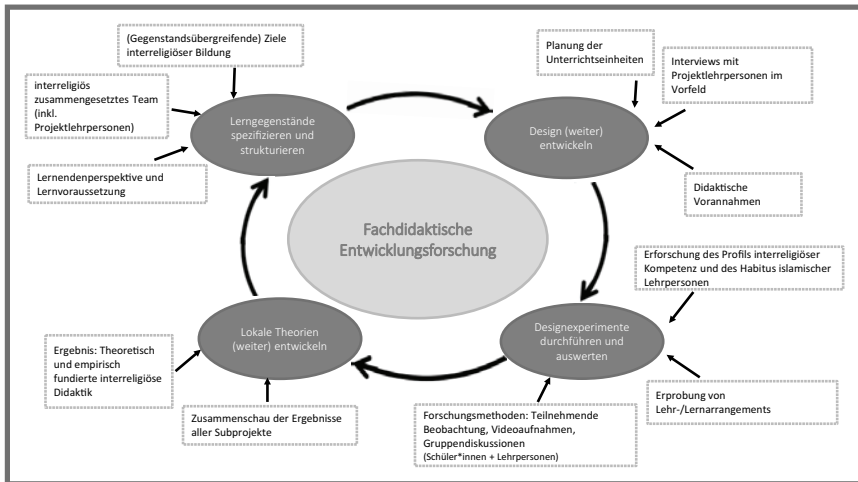 (Gegenstandsübergreifende) Ziele
interreligiöser Bildung
interreligiös
zusammengesetztes Team
(inkl.
Projektlehrpersonen)
Lernendenperspektive und
Lernvoraussetzung
Lerngegenstände
spezifizieren und
strukturieren
Planung der
Unterrichtseinheiten
Interviews mit
Projektlehrpersonen im
Vorfeld
Design (weiter)
entwickeln
Didaktische
Vorannahmen
Fachdidaktische
Entwicklungsforschung
Erforschung des Profils interreligiöser
Kompetenz und des Habitus islamischer
Lehrpersonen
Designexperimente
durchführen und
auswerten
Erprobung von
Lehr-/Lernarrangements
Forschungsmethoden: Teilnehmende
Beobachtung, Videoaufnahmen,
Gruppendiskussionen
(Schüler*innen + Lehrpersonen)
Lokale Theorien
(weiter) entwickeln
Ergebnis: Theoretisch
und empirisch
fundierte interreligiöse
Didaktik
Zusammenschau der Ergebnisse
aller Subprojekte